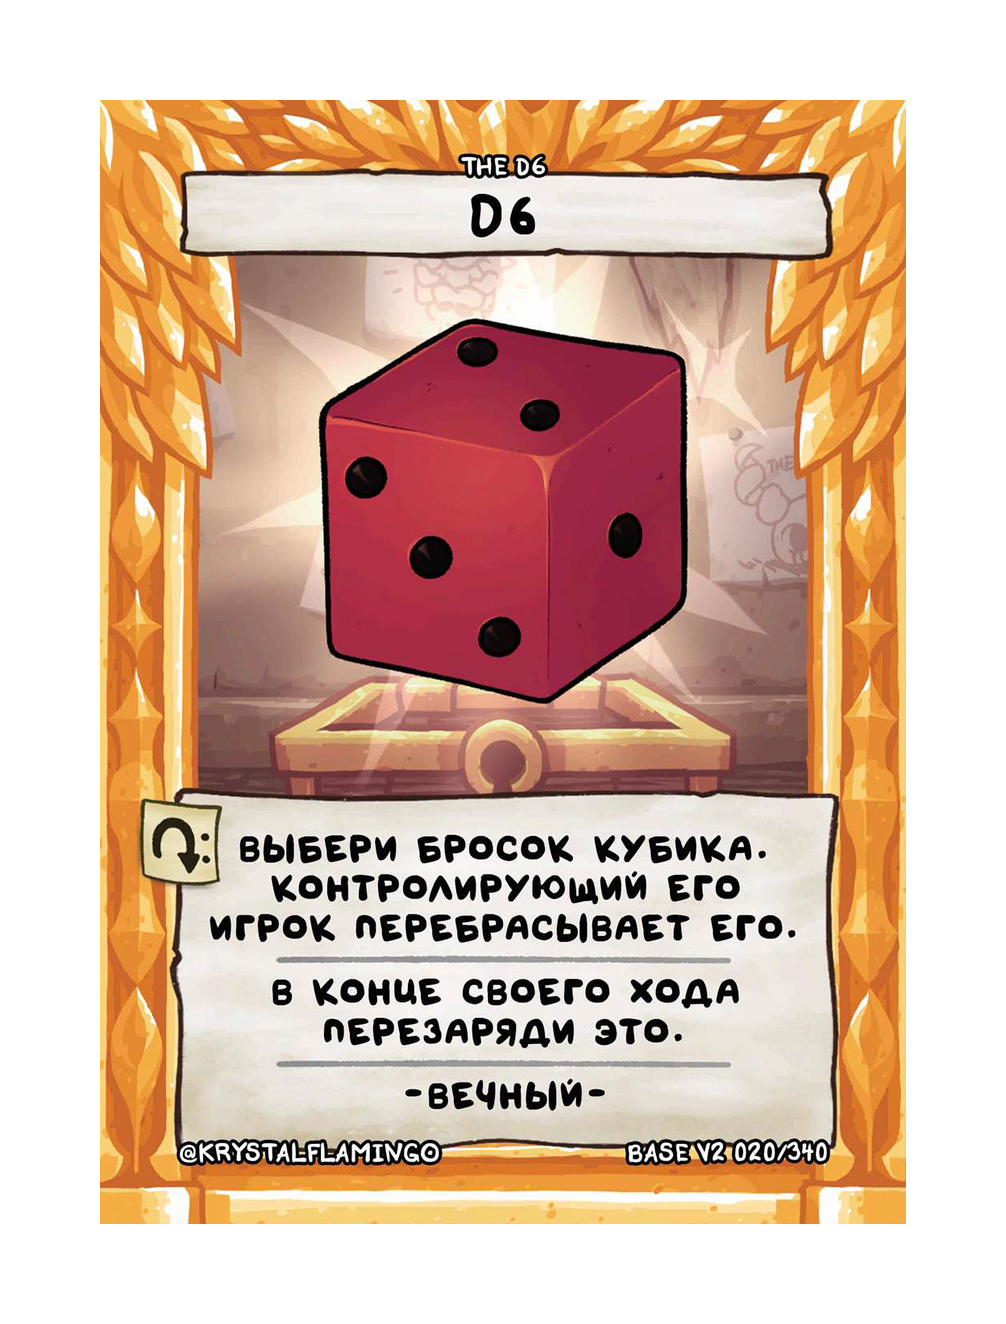 THE D6
D6
ВЫБЕРИ БРОСОК КУБИКА.
КОНТРОЛИРУЮЩИЙ ЕГО
ИГРОК ПЕРЕБРАСЫВАЕТ ЕГО.
В КОНЦЕ СВОЕГО ХОДА
ПЕРЕЗАРЯДИ ЭТО.
-ВЕЧНЫЙ-
@KRYSTALFLAMINGO
BASE V2 020/340
THE